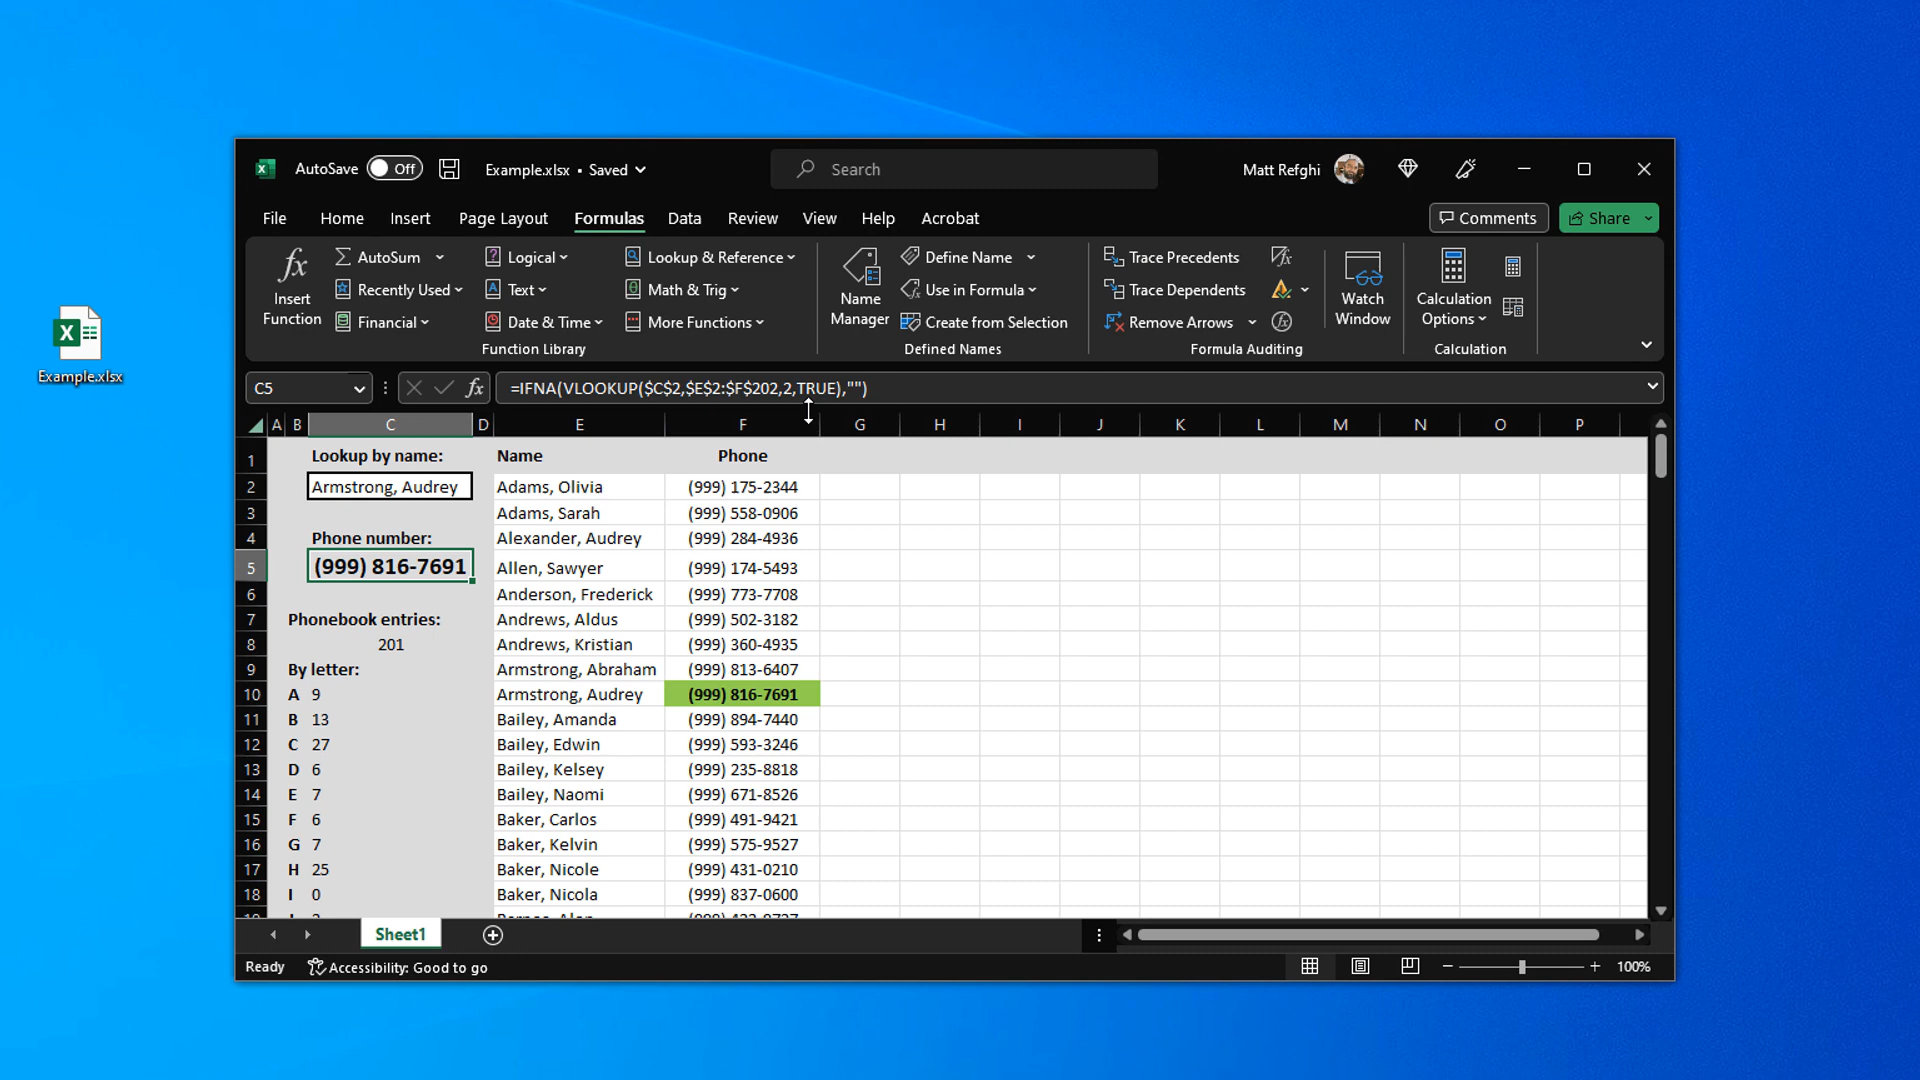 AutoSave Off Example.xlsx • Saved Search Matt Refghi
File Home Insert Page Layout Formulas Data Review View Help Acrobat Comments Share
Insert Function
AutoSum
Recently Used
Financial
Logical
Text
Date & Time
Lookup & Reference
Math & Trig
More Functions
Function Library
Name Manager
Define Name
Use in Formula
Create from Selection
Defined Names
Trace Precedents
Trace Dependents
Remove Arrows
Formula Auditing
Watch Window
Calculation Options
Calculation
Example.xlsx
C5 fx =IFNA(VLOOKUP($C$2,$E$2:$F$202,2,TRUE),"")
A B C D E F G H I J K L M N O P
1 Lookup by name: Name Phone
2 Armstrong, Audrey Adams, Olivia (999) 175-2344
3 Adams, Sarah (999) 558-0906
4 Phone number: Alexander, Audrey (999) 284-4936
5 (999) 816-7691 Allen, Sawyer (999) 174-5493
6 Anderson, Frederick (999) 773-7708
7 Phonebook entries: Andrews, Aldus (999) 502-3182
8 201 Andrews, Kristian (999) 360-4935
9 By letter: Armstrong, Abraham (999) 813-6407
10 A 9 Armstrong, Audrey (999) 816-7691
11 B 13 Bailey, Amanda (999) 894-7440
12 C 27 Bailey, Edwin (999) 593-3246
13 D 6 Bailey, Kelsey (999) 235-8818
14 E 7 Bailey, Naomi (999) 671-8526
15 F 6 Baker, Carlos (999) 491-9421
16 G 7 Baker, Kelvin (999) 575-9527
17 H 25 Baker, Nicole (999) 431-0210
18 I 0 Baker, Nicola (999) 837-0600
Sheet1
Ready Accessibility: Good to go 100%